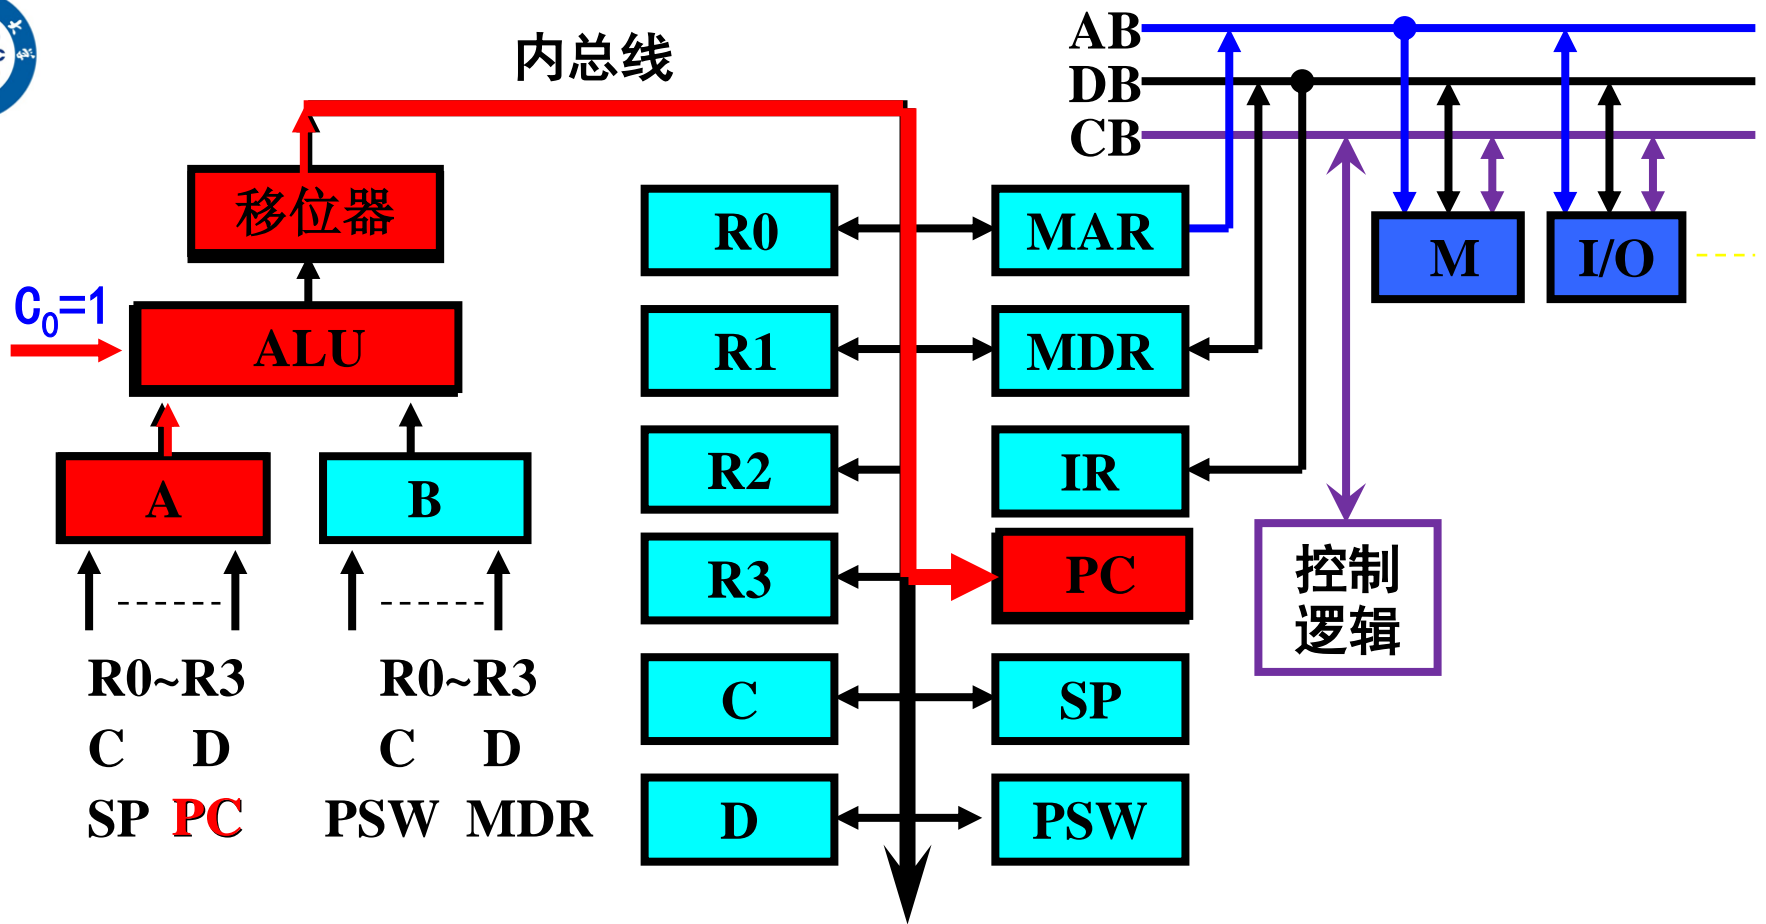 内总线
AB
DB
CB
移位器
C₀=1
ALU
A
B
R0~R3
C D
SP PC
R0~R3
C D
PSW MDR
R0
R1
R2
R3
C
D
MAR
MDR
IR
PC
SP
PSW
M
I/O
控制
逻辑